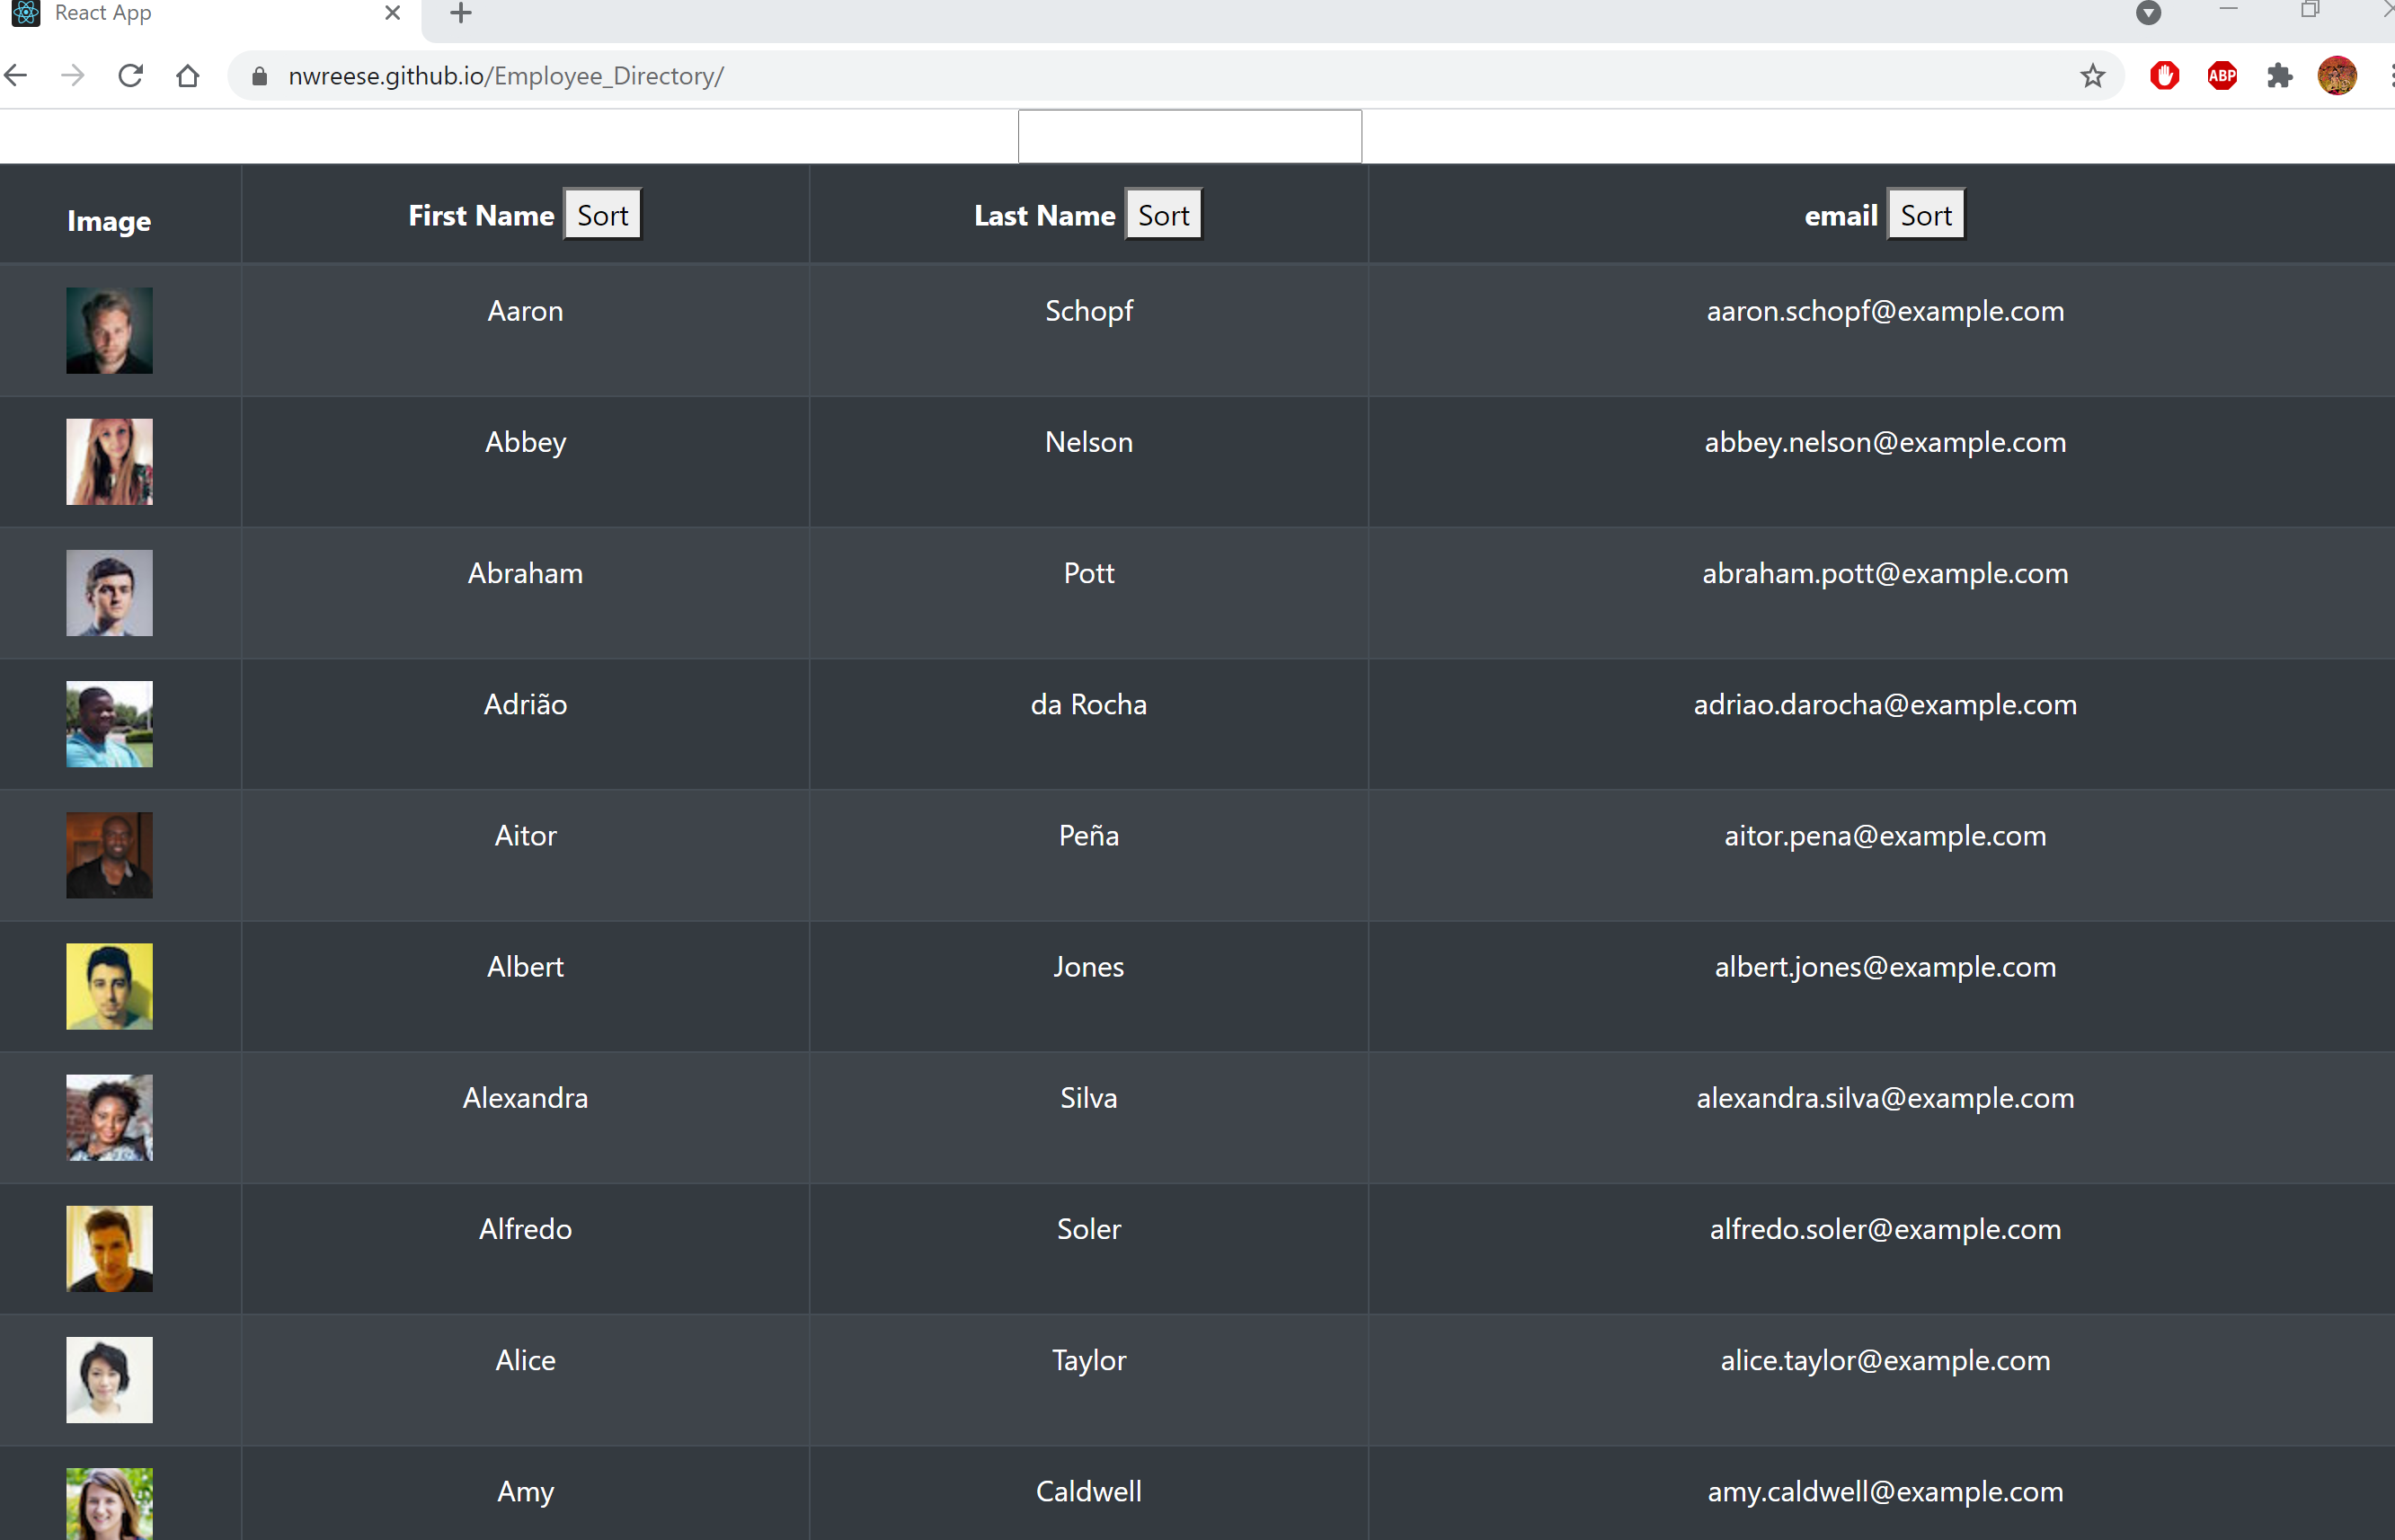 React App
nwreese.github.io/Employee_Directory/
ABP
Image First Name Sort Last Name Sort email Sort
Aaron Schopf aaron.schopf@example.com
Abbey Nelson abbey.nelson@example.com
Abraham Pott abraham.pott@example.com
Adrião da Rocha adriao.darocha@example.com
Aitor Peña aitor.pena@example.com
Albert Jones albert.jones@example.com
Alexandra Silva alexandra.silva@example.com
Alfredo Soler alfredo.soler@example.com
Alice Taylor alice.taylor@example.com
Amy Caldwell amy.caldwell@example.com